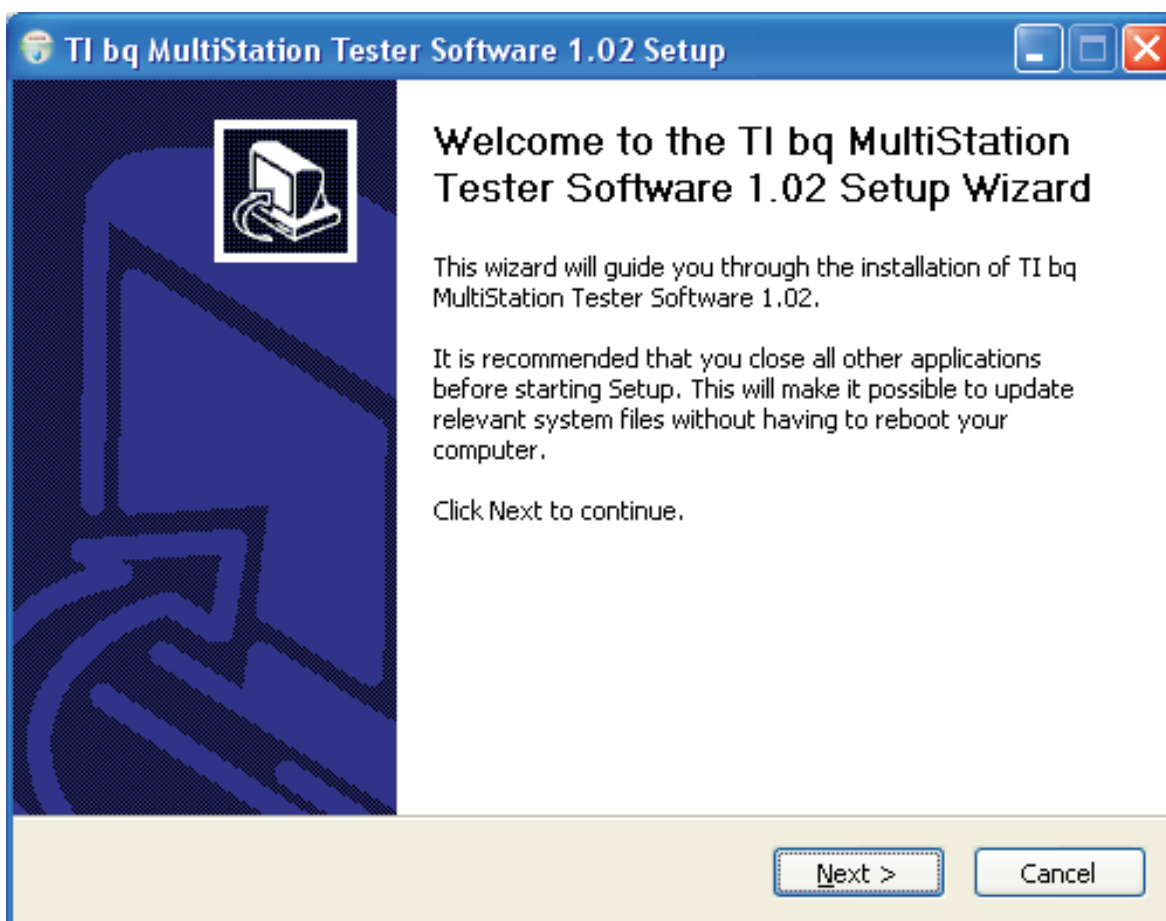 TI bq MultiStation Tester Software 1.02 Setup
Welcome to the TI bq MultiStation
Tester Software 1.02 Setup Wizard
This wizard will guide you through the installation of TI bq
MultiStation Tester Software 1.02.
It is recommended that you close all other applications
before starting Setup. This will make it possible to update
relevant system files without having to reboot your
computer.
Click Next to continue.
Next >
Cancel